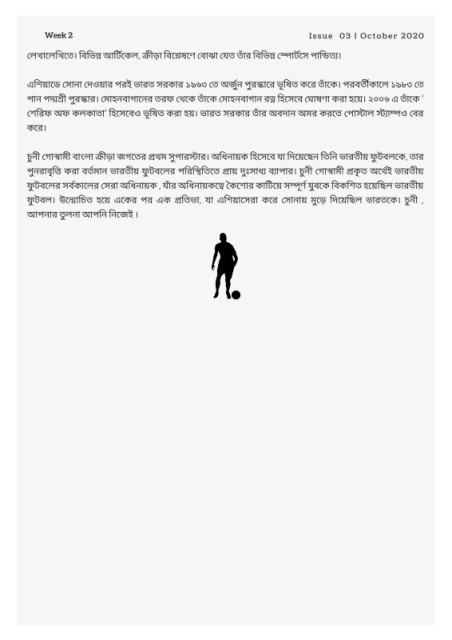 Week 2
Issue 03 | October 2020
লেখালেখিতে। বিভিন্ন আর্টিকেল, ক্রীড়া বিশ্লেষণে বোঝা যেত তাঁর বিভিন্ন স্পোর্টসে পান্ডিত্য।
এশিয়াডে সোনা দেওয়ার পরই ভারত সরকার ১৯৬৩ তে অর্জুন পুরস্কারে ভূষিত করে তাঁকে। পরবর্তীকালে ১৯৮৩ তে
পান পদ্মশ্রী পুরস্কার। মোহনবাগানের তরফ থেকে তাঁকে মোহনবাগান রত্ন হিসেবে ঘোষণা করা হয়ে। ২০০৬ এ তাঁকে '
শেরিফ অফ কলকাতা' হিসেবেও ভূষিত করা হয়। ভারত সরকার তাঁর অবদান অমর করতে পোস্টাল স্ট্যাম্পও বের
করে।
চুনী গোস্বামী বাংলা ক্রীড়া জগতের প্রথম সুপারস্টার। অধিনায়ক হিসেবে যা দিয়েছেন তিনি ভারতীয় ফুটবলকে, তার
পুনরাবৃত্তি করা বর্তমান ভারতীয় ফুটবলের পরিস্থিতিতে প্রায় দুঃসাধ্য ব্যাপার। চুনী গোস্বামী প্রকৃত অর্থেই ভারতীয়
ফুটবলের সর্বকালের সেরা অধিনায়ক , যাঁর অধিনায়কত্বে কৈশোর কাটিয়ে সম্পূর্ণ যুবকে বিকশিত হয়েছিল ভারতীয়
ফুটবল। উন্মোচিত হয়ে একের পর এক প্রতিভা, যা এশিয়াসেরা করে সোনায় মুড়ে দিয়েছিল ভারতকে। চুনী ,
আপনার তুলনা আপনি নিজেই ।